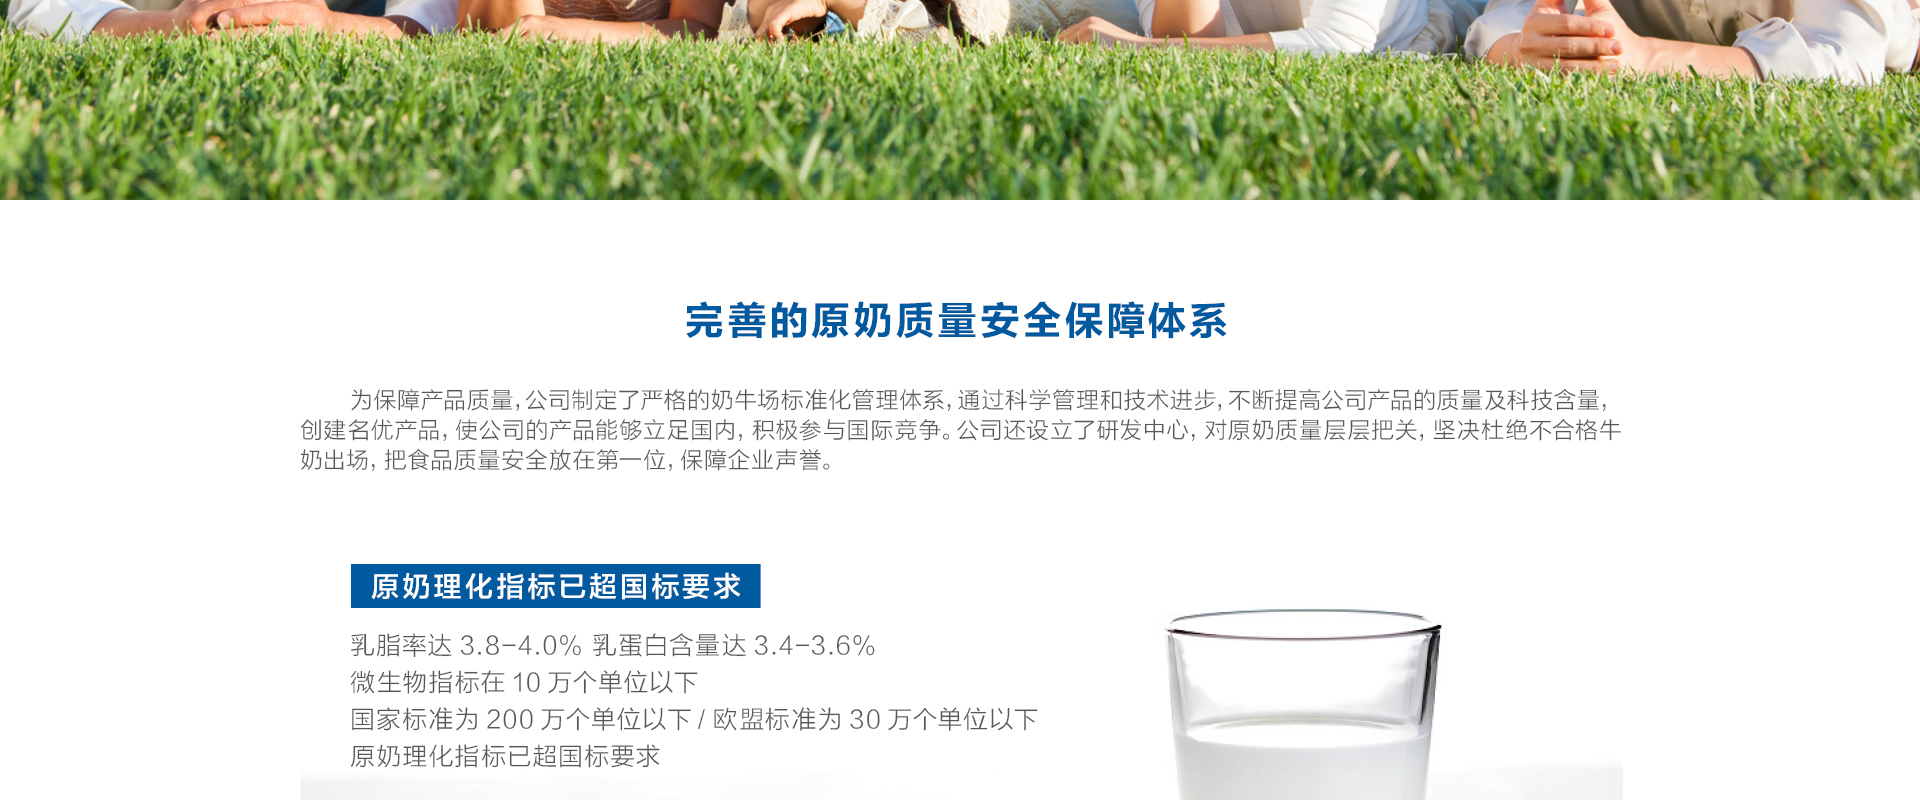 完善的原奶质量安全保障体系
为保障产品质量，公司制定了严格的奶牛场标准化管理体系，通过科学管理和技术进步，不断提高公司产品的质量及科技含量，
创建名优产品，使公司的产品能够立足国内，积极参与国际竞争。公司还设立了研发中心，对原奶质量层层把关，坚决杜绝不合格牛
奶出场，把食品质量安全放在第一位，保障企业声誉。
原奶理化指标已超国标要求
乳脂率达 3.8-4.0% 乳蛋白含量达 3.4-3.6%
微生物指标在 10 万个单位以下
国家标准为 200 万个单位以下 / 欧盟标准为 30 万个单位以下
原奶理化指标已超国标要求